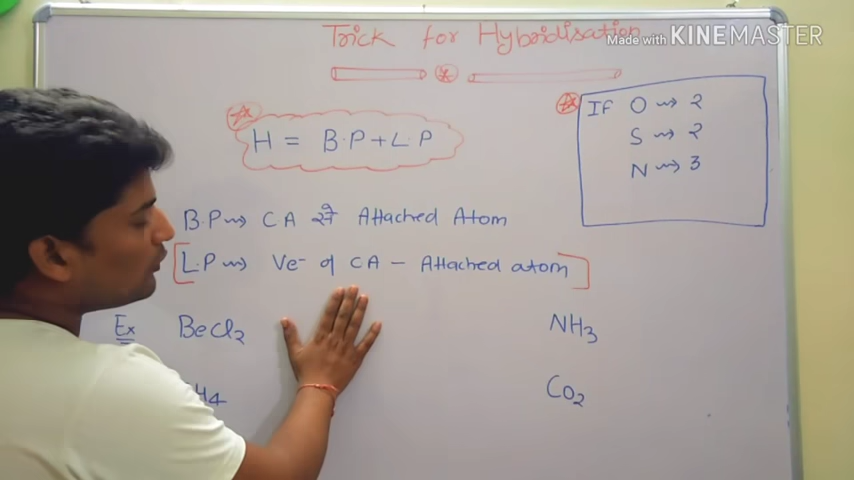 Trick for Hybridisation
Made with KINEMASTER
H = B.P + L.P
If O ⇝ 2
S ⇝ 2
N ⇝ 3
B.P ⇝ CA से Attached Atom
[L.P ⇝ Ve⁻ of CA - Attached atom]
Ex BeCl₂
NH₃
H₄
CO₂